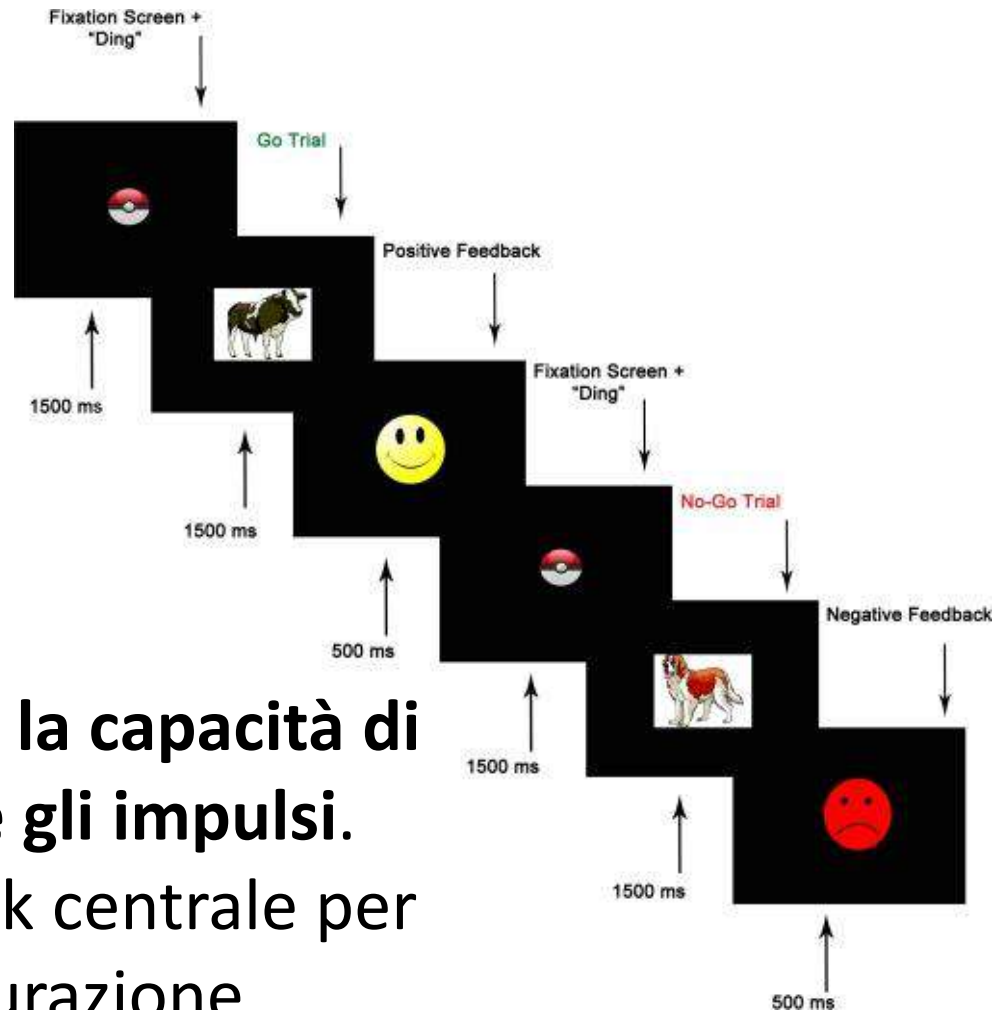 Fixation Screen +
"Ding"
Go Trial
Positive Feedback
1500 ms
Fixation Screen +
"Ding"
1500 ms
No-Go Trial
500 ms
Negative Feedback
la capacità di
1500 ms
gli impulsi.
1500 ms
centrale per
500 ms